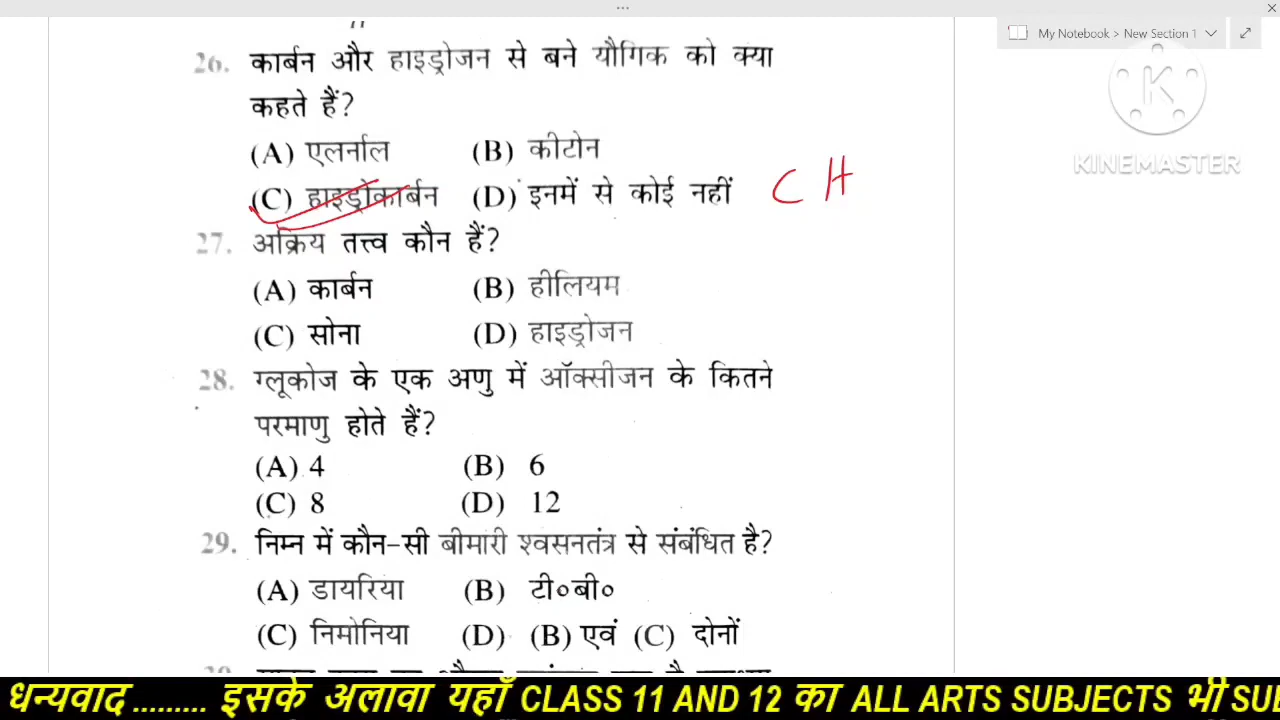 My Notebook > New Section 1
KINEMASTER
26. कार्बन और हाइड्रोजन से बने यौगिक को क्या
कहते हैं?
(A) एलर्नाल (B) कीटोन
(C) हाइड्रोकार्बन (D) इनमें से कोई नहीं C H
27. अक्रिय तत्त्व कौन हैं?
(A) कार्बन (B) हीलियम
(C) सोना (D) हाइड्रोजन
28. ग्लूकोज के एक अणु में ऑक्सीजन के कितने
परमाणु होते हैं?
(A) 4 (B) 6
(C) 8 (D) 12
29. निम्न में कौन-सी बीमारी श्वसनतंत्र से संबंधित है?
(A) डायरिया (B) टी०बी०
(C) निमोनिया (D) (B) एवं (C) दोनों
धन्यवाद ......... इसके अलावा यहाँ CLASS 11 AND 12 का ALL ARTS SUBJECTS भी SU